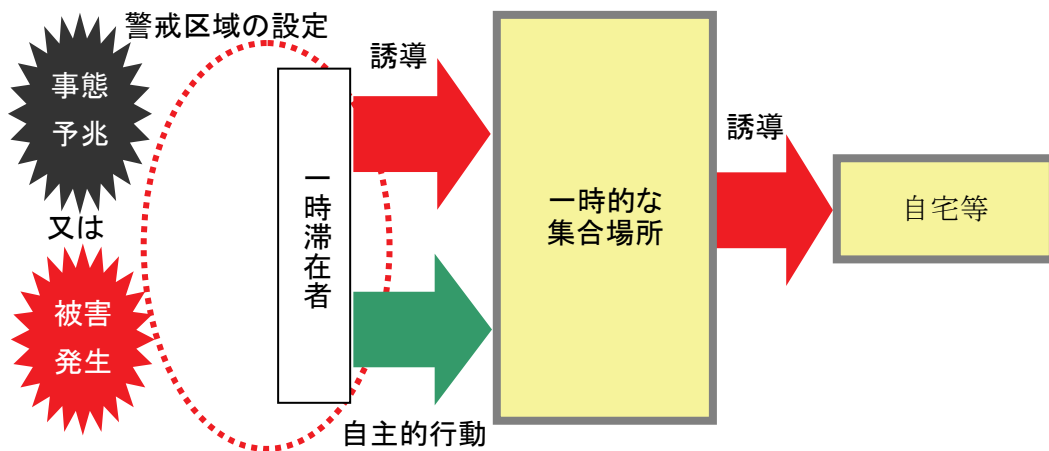 警戒区域の設定
事態
予兆
又は
被害
発生
一時滞在者
誘導
自主的行動
一時的な
集合場所
誘導
自宅等